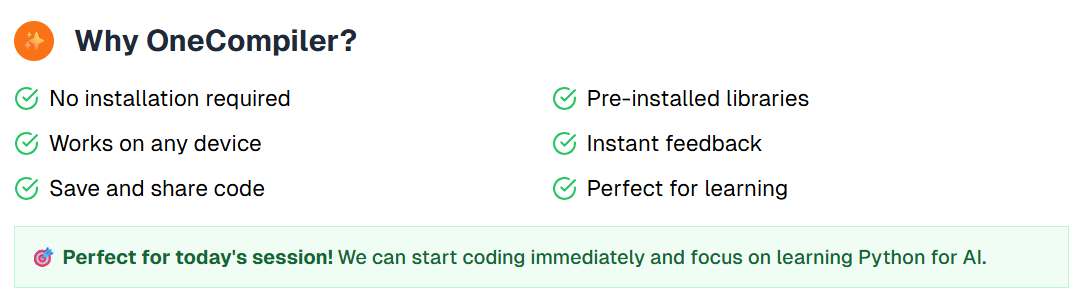 Why OneCompiler?
No installation required
Pre-installed libraries
Works on any device
Instant feedback
Save and share code
Perfect for learning
Perfect for today's session! We can start coding immediately and focus on learning Python for AI.